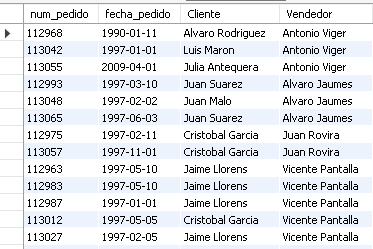 num_pedido fecha_pedido Cliente Vendedor
112968 1990-01-11 Alvaro Rodriguez Antonio Viger
113042 1997-01-01 Luis Maron Antonio Viger
113055 2009-04-01 Julia Antequera Antonio Viger
112993 1997-03-10 Juan Suarez Alvaro Jaumes
113048 1997-02-02 Juan Malo Alvaro Jaumes
113065 1997-06-03 Juan Suarez Alvaro Jaumes
112975 1997-02-11 Cristobal Garcia Juan Rovira
113057 1997-11-01 Cristobal Garcia Juan Rovira
112963 1997-05-10 Jaime Llorens Vicente Pantalla
112983 1997-05-10 Jaime Llorens Vicente Pantalla
112987 1997-01-01 Jaime Llorens Vicente Pantalla
113012 1997-05-05 Cristobal Garcia Vicente Pantalla
113027 1997-02-05 Jaime Llorens Vicente Pantalla